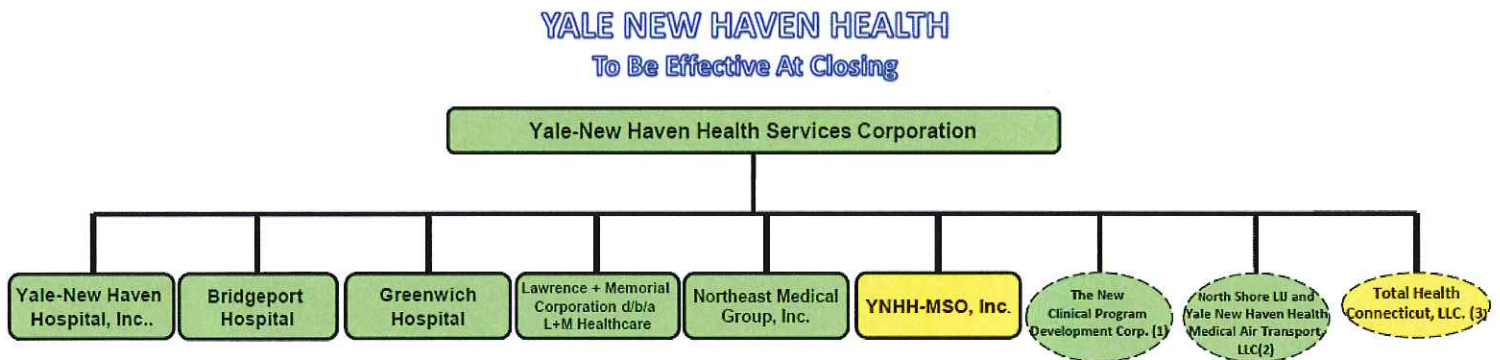 YALE NEW HAVEN HEALTH
To Be Effective At Closing
Yale-New Haven Health Services Corporation
Yale-New Haven
Hospital, Inc..
Bridgeport
Hospital
Greenwich
Hospital
Lawrence + Memorial
Corporation d/b/a
L+M Healthcare
Northeast Medical
Group, Inc.
YNHH-MSO, Inc.
The New
Clinical Program
Development Corp. (1)
North Shore LIJ and
Yale New Haven Health
Medical Air Transport,
LLC(2)
Total Health
Connecticut, LLC. (3)